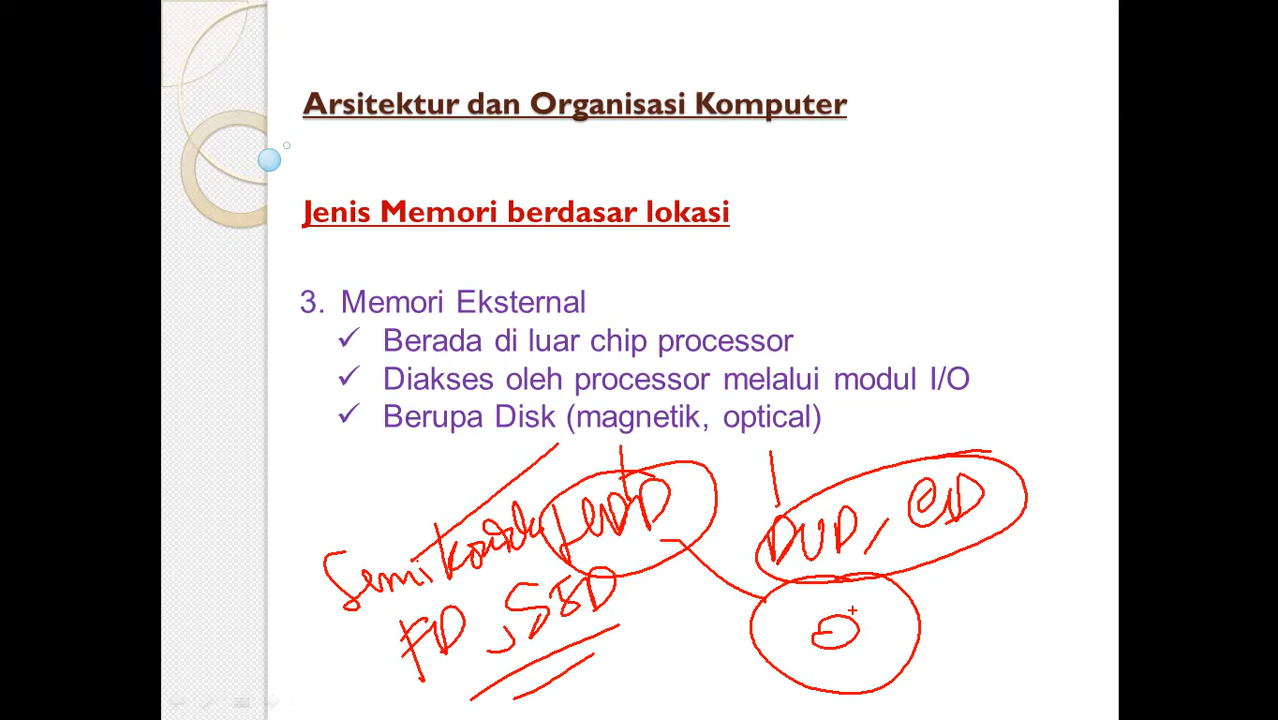 Arsitektur dan Organisasi Komputer
Jenis Memori berdasar lokasi
3. Memori Eksternal
✓ Berada di luar chip processor
✓ Diakses oleh processor melalui modul I/O
✓ Berupa Disk (magnetik, optical)
DVD, CD
FD, SSD